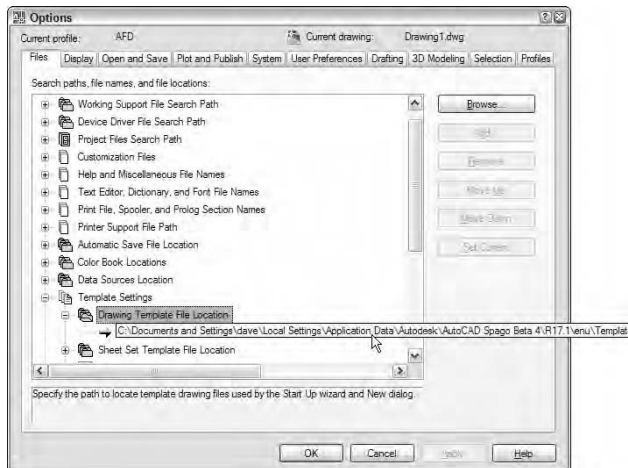 Options
Current profile: AFD Current drawing: Drawing1.dwg
Files Display Open and Save Plot and Publish System User Preferences Drafting 3D Modeling Selection Profiles
Search paths, file names, and file locations:
Working Support File Search Path
Device Driver File Search Path
Project Files Search Path
Customization Files
Help and Miscellaneous File Names
Text Editor, Dictionary, and Font File Names
Print File, Spooler, and Prolog Section Names
Printer Support File Path
Automatic Save File Location
Color Book Locations
Data Sources Location
Template Settings
Drawing Template File Location
C:\Documents and Settings\dave\Local Settings\Application Data\Autodesk\AutoCAD Spago Beta 4\R17.1\enu\Templat
Sheet Set Template File Location
Browse...
Add...
Remove
Move Up
Move Down
Set Current
Specify the path to locate template drawing files used by the Start Up wizard and New dialog.
OK Cancel Apply Help